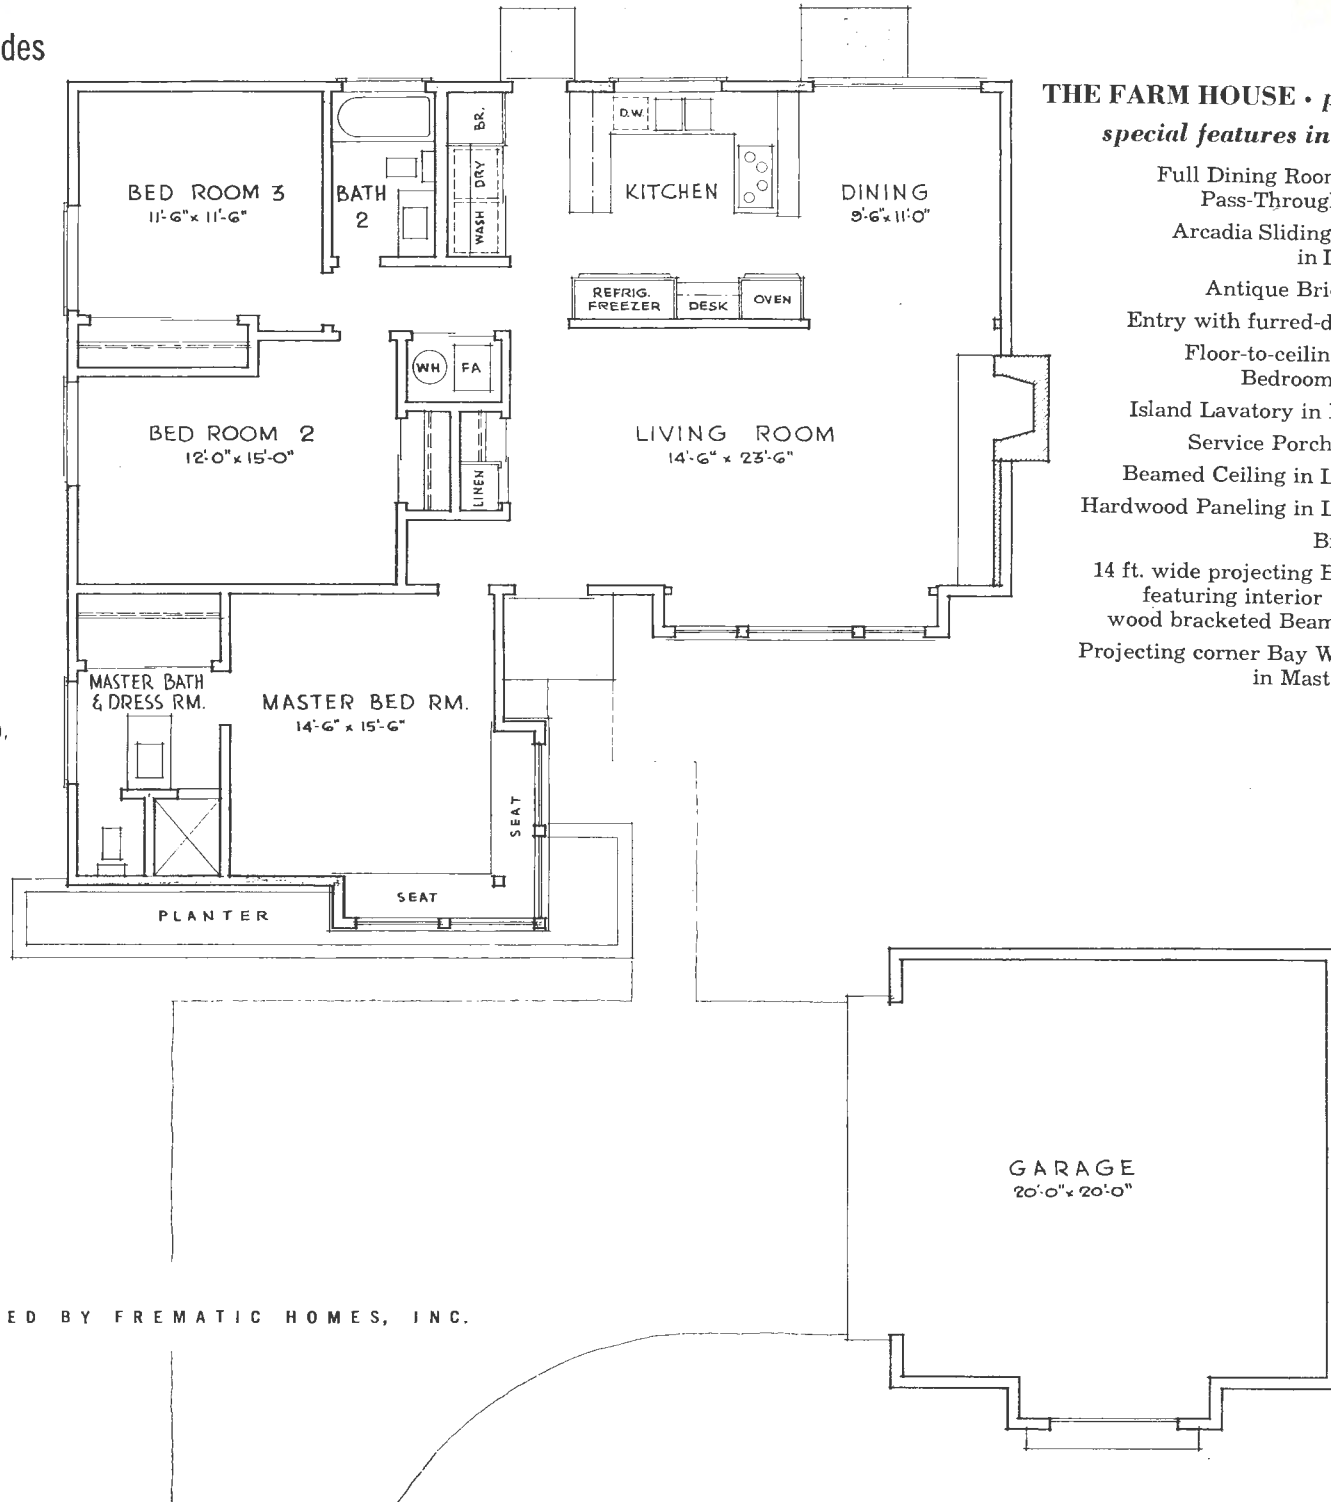 des
THE FARM HOUSE •
special features in
Full Dining Room
Pass-Through
Arcadia Sliding
in
Antique
Entry with furred-d
Floor-to-ceilin
Bedroom
Island Lavatory in
Service Porch
Beamed Ceiling in L
Hardwood Paneling in L
14 ft. wide projecting
featuring interior
wood bracketed Beam
Projecting corner Bay W
in Mast
BED ROOM 3
11'-6" x 11'-6"
BATH
2
BR.
DRY
WASH
D.W.
KITCHEN
DINING
9'-6" x 11'-0"
REFRIG.
FREEZER
DESK
OVEN
WH
FA
BED ROOM 2
12'-0" x 15'-0"
LINEN
LIVING ROOM
14'-6" x 23'-6"
MASTER BATH
& DRESS RM.
MASTER BED RM.
14'-6" x 15'-6"
SEAT
SEAT
PLANTER
GARAGE
20'-0" x 20'-0"
ED BY FREMATIC HOMES, INC.